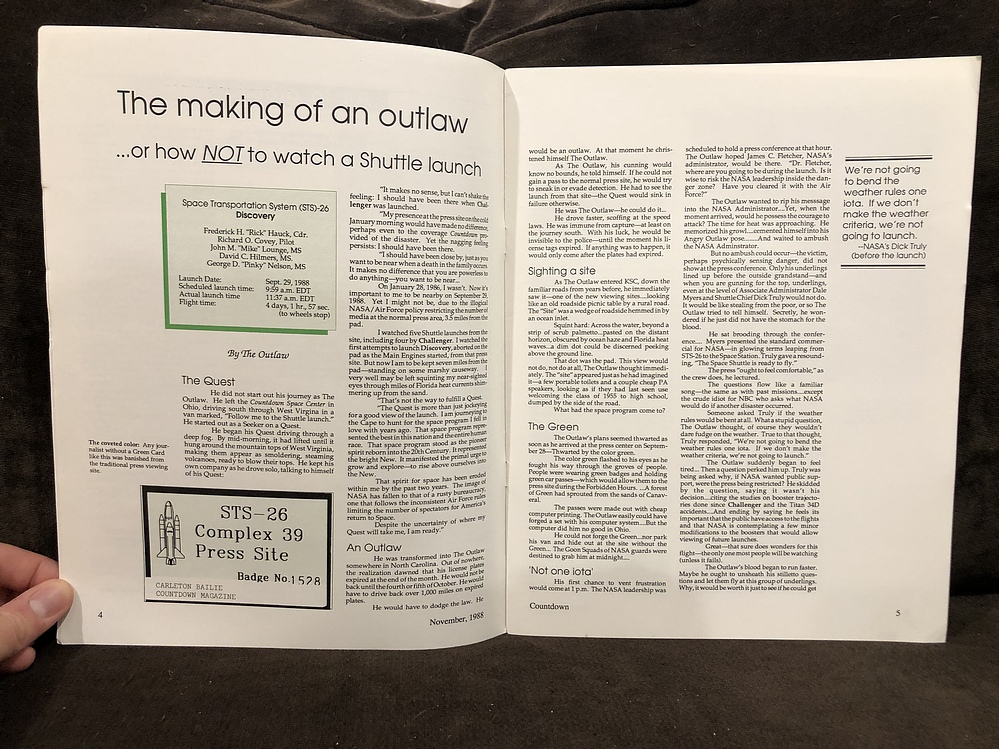 The making of an outlaw
...or how NOT to watch a Shuttle launch
Space Transportation System (STS)-26
Discovery
Frederick H. "Rick" Hauck, Cdr.
Richard O. Covey, Pilot
John M. "Mike" Lounge, MS
David C. Hilmers, MS.
George D. "Pinky" Nelson, MS
Launch Date: Sept. 29, 1988
Scheduled launch time: 9:59 a.m. EDT
Actual launch time 11:37 a.m. EDT
Flight time: 4 days, 1 hr., 57 sec.
(to wheels stop)
By The Outlaw
The Quest
He did not start out his journey as The
Outlaw. He left the Countdown Space Center in
Ohio, driving south through West Virgina in a
van marked, "Follow me to the Shuttle launch."
He started out as a Seeker on a Quest.
He began his Quest driving through a
deep fog. By mid-morning, it had lifted until it
hung around the mountain tops of West Virginia,
making them appear as smoldering, steaming
volcanoes, ready to blow their tops. He kept his
own company as he drove solo, talking to himself
of his Quest:
The coveted color: Any jour-
nalist without a Green Card
like this was banished from
the traditional press viewing
site.
STS-26
Complex 39
Press Site
Badge No.1528
CARLETON BAILIE
COUNTDOWN MAGAZINE
4
"It makes no sense, but I can't shake the
feeling: I should have been there when Chal-
lenger was launched.
"My presence at the press site on the cold
January morning would have made no difference,
perhaps even to the coverage Countdown pro-
vided of the disaster. Yet the nagging feeling
persists: I should have been there.
"I should have been close by, just as you
want to be near when a death in the family occurs.
It makes no difference that you are powerless to
do anything—you want to be near...
On January 28, 1986, I wasn't. Now it's
important to me to be nearby on September 29,
1988. Yet I might not be, due to the illogical
NASA/Air Force policy restricting the number of
media at the normal press area, 3.5 miles from the
pad.
I watched five Shuttle launches from the
site, including four by Challenger. I watched the
first attempts to launch Discovery, aborted on the
pad as the Main Engines started, from that press
site. But now I am to be kept seven miles from the
pad—standing on some marshy causeway. I
very well may be left squinting my near-sighted
eyes through miles of Florida heat currents shim-
mering up from the sand.
"That's not the way to fulfill a Quest.
"The Quest is more than just jockeying
for a good view of the launch. I am journeying to
the Cape to hunt for the space program I fell in
love with years ago. That space program repre-
sented the best in this nation and the entire human
race. That space program stood as the pioneer
spirit reborn into the 20th Century. It represented
the bright New. It manifested the primal urge to
grow and explore—to rise above ourselves into
the New.
That spirit for space has been eroded
within me by the past two years. The image of
NASA has fallen to that of a rusty bureaucracy,
one that follows the inconsistent Air Force rules
limiting the number of spectators for America's
return to Space.
Despite the uncertainty of where my
Quest will take me, I am ready."
An Outlaw
He was transformed into The Outlaw
somewhere in North Carolina. Out of nowhere,
the realization dawned that his license plates
expired at the end of the month. He would not be
back until the fourth or fifth of October. He would
have to drive back over 1,000 miles on expired
plates.
He would have to dodge the law. He
November, 1988
would be an outlaw. At that moment he chris-
tened himself The Outlaw.
As The Outlaw, his cunning would
know no bounds, he told himself. If he could not
gain a pass to the normal press site, he would try
to sneak in or evade detection. He had to see the
launch from that site—the Quest would sink in
failure otherwise.
He was The Outlaw—he could do it...
He drove faster, scoffing at the speed
laws. He was immune from capture—at least on
the journey south. With his luck, he would be
invisible to the police—until the moment his li-
cense tags expired. If anything was to happen, it
would only come after the plates had expired.
Sighting a site
As The Outlaw entered KSC, down the
familiar roads from years before, he immediately
saw it—one of the new viewing sites....looking
like an old roadside picnic table by a rural road.
The "Site" was a wedge of roadside hemmed in by
an ocean inlet.
Squint hard: Across the water, beyond a
strip of scrub palmetto...pasted on the distant
horizon, obscured by ocean haze and Florida heat
waves...a dim dot could be discerned peeking
above the ground line.
That dot was the pad. This view would
not do, not do at all, The Outlaw thought immedi-
ately. The "site" appeared just as he had imagined
it—a few portable toilets and a couple cheap PA
speakers, looking as if they had last seen use
welcoming the class of 1955 to high school,
dumped by the side of the road.
What had the space program come to?
The Green
The Outlaw's plans seemed thwarted as
soon as he arrived at the press center on Septem-
ber 28—Thwarted by the color green.
The color green flashed to his eyes as he
fought his way through the groves of people.
People were wearing green badges and holding
green car passes—which would allow them to the
press site during the Forbidden Hours. ...A forest
of Green had sprouted from the sands of Canav-
eral.
The passes were made out with cheap
computer printing. The Outlaw easily could have
forged a set with his computer system....But the
computer did him no good in Ohio.
He could not forge the Green...nor park
his van and hide out at the site without the
Green... The Goon Squads of NASA guards were
destined to grab him at midnight....
'Not one iota'
His first chance to vent frustration
would come at 1 p.m. The NASA leadership was
Countdown
scheduled to hold a press conference at that hour.
The Outlaw hoped James C. Fletcher, NASA's
administrator, would be there. "Dr. Fletcher,
where are you going to be during the launch. Is it
wise to risk the NASA leadership inside the dan-
ger zone? Have you cleared it with the Air
Force?"
The Outlaw wanted to rip his messsage
into the NASA Administrator....Yet, when the
moment arrived, would he possess the courage to
attack? The time for heat was approaching. He
memorized his growl....cemented himself into his
Angry Outlaw pose.......And waited to ambush
the NASA Administrator.
But no ambush could occur—the victim,
perhaps psychically sensing danger, did not
show at the press conference. Only his underlings
lined up before the outside grandstand—and
when you are gunning for the top, underlings,
even at the level of Associate Administrator Dale
Myers and Shuttle Chief Dick Truly would not do.
It would be like stealing from the poor, or so The
Outlaw tried to tell himself. Secretly, he won-
dered if he just did not have the stomach for the
blood.
He sat brooding through the confer-
ence.... Myers presented the standard commer-
cial for NASA—in glowing terms leaping from
STS-26 to the Space Station. Truly gave a resound-
ing, "The Space Shuttle is ready to fly."
The press "ought to feel comfortable," as
the crew does, he lectured.
The questions flow like a familiar
song—the same as with past missions...except
the crude idiot for NBC who asks what NASA
would do if another disaster occurred.
Someone asked Truly if the weather
rules would be bent at all. What a stupid question,
The Outlaw thought, of course they wouldn't
dare fudge on the weather. True to that thought,
Truly responded, "We're not going to bend the
weather rules one iota. If we don't make the
weather criteria, we're not going to launch."
The Outlaw suddenly began to feel
tired... Then a question perked him up. Truly was
being asked why, if NASA wanted public sup-
port, were the press being restricted? He skidded
by the question, saying it wasn't his
decision....citing the studies on booster trajecto-
ries done since Challenger and the Titan 34D
accidents....And ending by saying he feels its
important that the public have access to the flights
and that NASA is contemplating a few minor
modifications to the boosters that would allow
viewing of future launches.
Great—that sure does wonders for this
flight—the only one most people will be watching
(unless it fails).
The Outlaw's blood began to run faster.
Maybe he ought to unsheath his stilletto ques-
tions and let them fly at this group of underlings.
Why, it would be worth it just to see if he could get
We're not going
to bend the
weather rules one
iota. If we don't
make the weather
criteria, we're not
going to launch.
--NASA's Dick Truly
(before the launch)
5